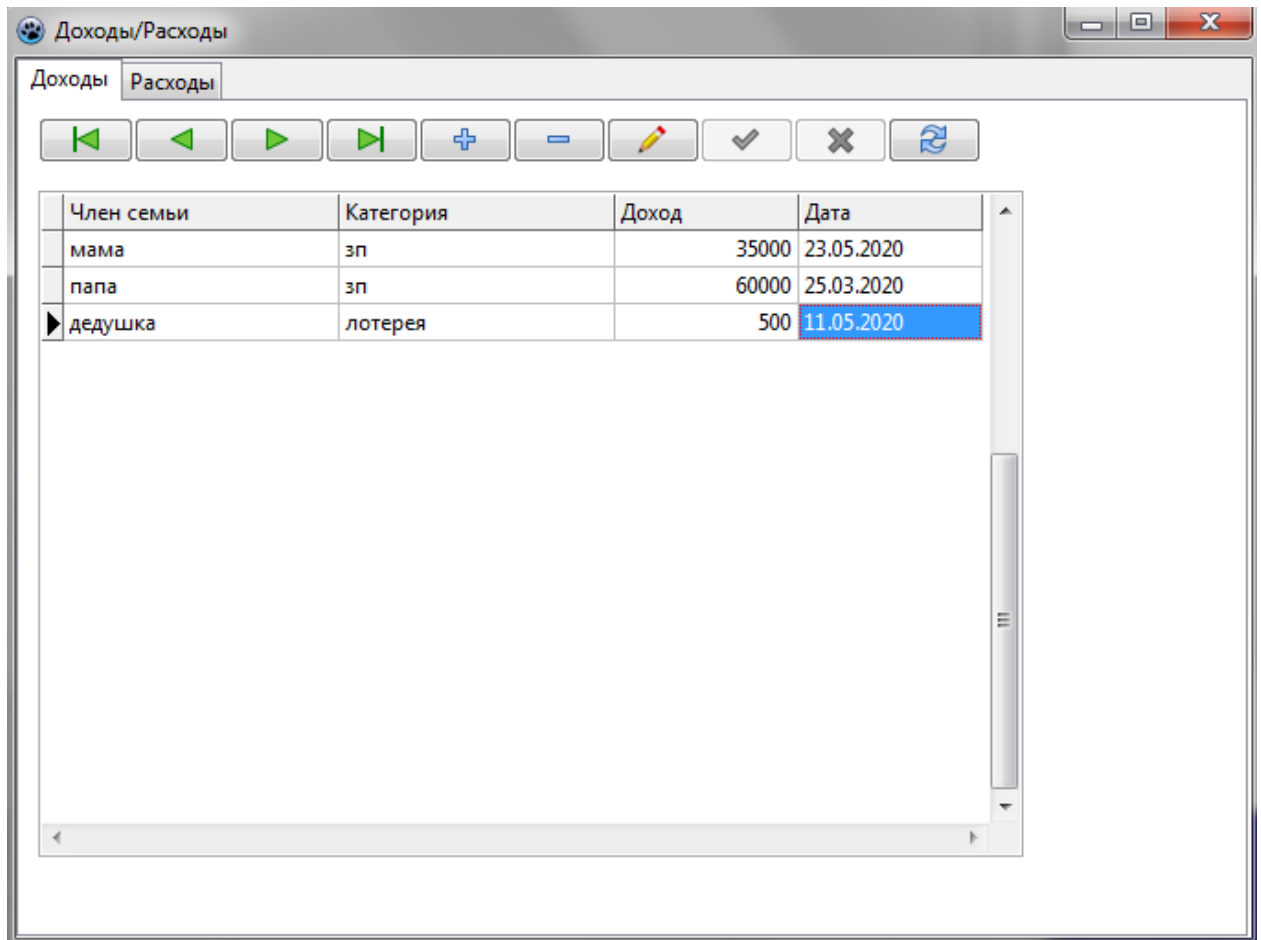 Доходы/Расходы
Доходы Расходы
Член семьи Категория Доход Дата
мама зп 35000 23.05.2020
папа зп 60000 25.03.2020
дедушка лотерея 500 11.05.2020